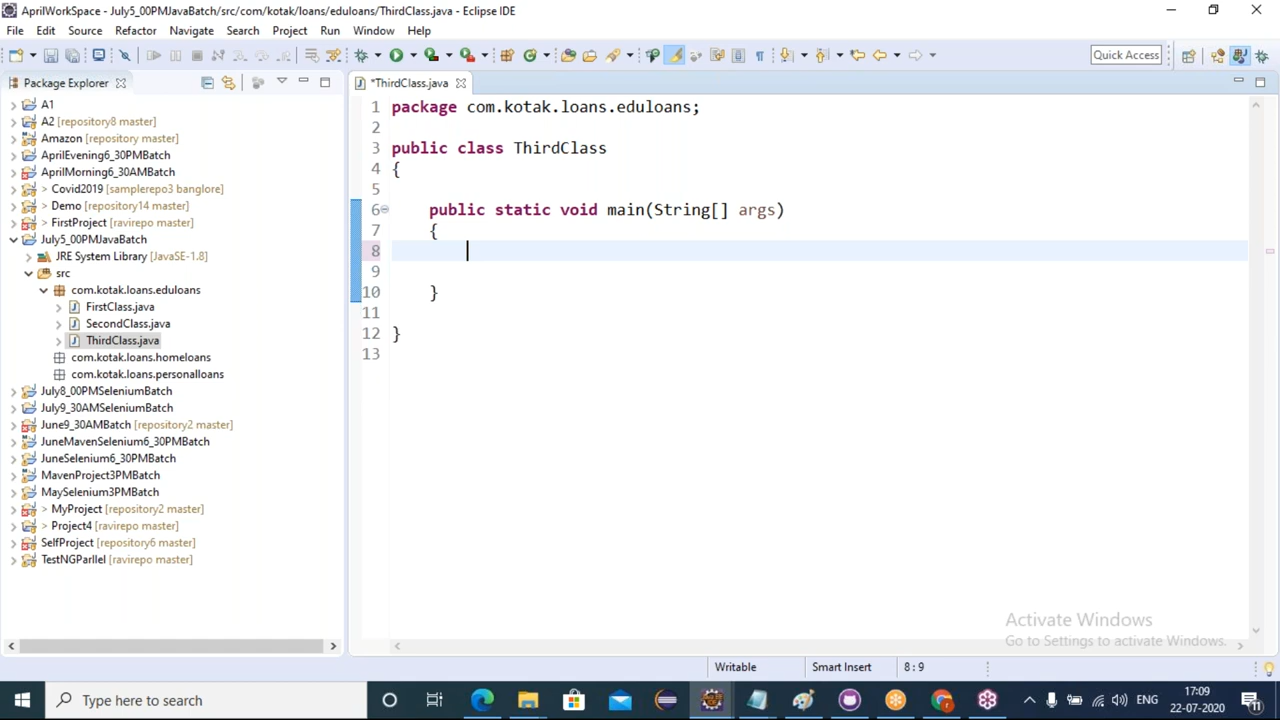 AprilWorkSpace - July5_00PMJavaBatch/src/com/kotak/loans/eduloans/ThirdClass.java - Eclipse IDE
File Edit Source Refactor Navigate Search Project Run Window Help
Quick Access
Package Explorer
*ThirdClass.java
A1
A2 [repository8 master]
Amazon [repository master]
AprilEvening6_30PMBatch
AprilMorning6_30AMBatch
> Covid2019 [samplerepo3 banglore]
> Demo [repository14 master]
> FirstProject [ravirepo master]
July5_00PMJavaBatch
JRE System Library [JavaSE-1.8]
src
com.kotak.loans.eduloans
FirstClass.java
SecondClass.java
ThirdClass.java
com.kotak.loans.homeloans
com.kotak.loans.personalloans
July8_00PMSeleniumBatch
July9_30AMSeleniumBatch
June9_30AMBatch [repository2 master]
JuneMavenSelenium6_30PMBatch
JuneSelenium6_30PMBatch
MavenProject3PMBatch
MaySelenium3PMBatch
> MyProject [repository2 master]
> Project4 [ravirepo master]
SelfProject [repository6 master]
TestNGParllel [ravirepo master]
1 package com.kotak.loans.eduloans;
2
3 public class ThirdClass
4 {
5
6 public static void main(String[] args)
7 {
8
9
10 }
11
12 }
13
Activate Windows
Go to Settings to activate Windows.
Writable Smart Insert 8 : 9
Type here to search
ENG
17:09
22-07-2020
11